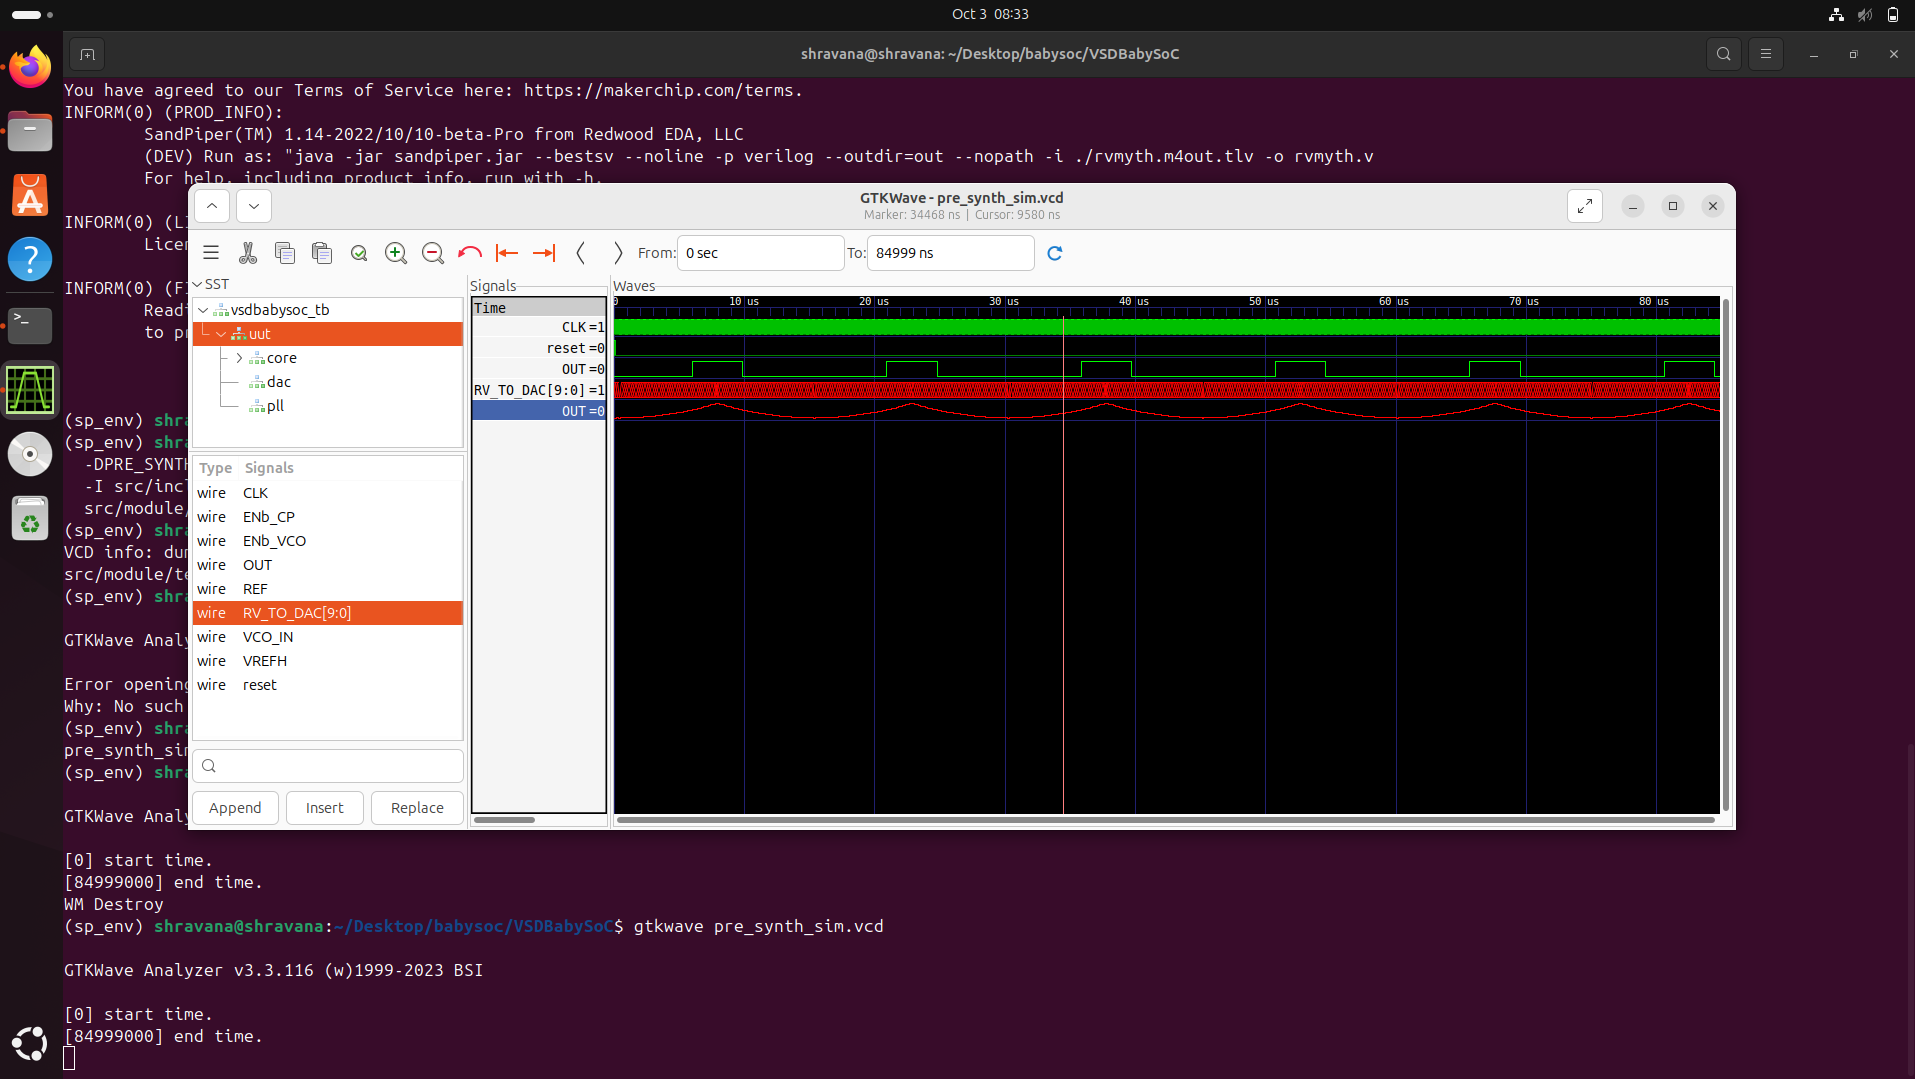 Oct 3 08:33
shravana@shravana: ~/Desktop/babysoc/VSDBabySoC
You have agreed to our Terms of Service here: https://makerchip.com/terms.
INFORM(0) (PROD_INFO):
SandPiper(TM) 1.14-2022/10/10-beta-Pro from Redwood EDA, LLC
(DEV) Run as: "java -jar sandpiper.jar --bestsv --noline -p verilog --outdir=out --nopath -i ./rvmyth.m4out.tlv -o rvmyth.v
For help, including product info, run with -h.
INFORM(0) (LI
Licen
INFORM(0) (FI
Readi
to pr
(sp_env) shra
(sp_env) shra
-DPRE_SYNTH
-I src/incl
src/module/
(sp_env) shra
VCD info: dum
src/module/te
(sp_env) shra
GTKWave Analy
Error opening
Why: No such
(sp_env) shra
pre_synth_sim
(sp_env) shra
GTKWave Analy
[0] start time.
[84999000] end time.
WM Destroy
(sp_env) shravana@shravana:~/Desktop/babysoc/VSDBabySoC$ gtkwave pre_synth_sim.vcd
GTKWave Analyzer v3.3.116 (w)1999-2023 BSI
[0] start time.
[84999000] end time.
GTKWave - pre_synth_sim.vcd
Marker: 34468 ns | Cursor: 9580 ns
From: 0 sec To: 84999 ns
SST
vsdbabysoc_tb
uut
core
dac
pll
Type Signals
wire CLK
wire ENb_CP
wire ENb_VCO
wire OUT
wire REF
wire RV_TO_DAC[9:0]
wire VCO_IN
wire VREFH
wire reset
Append Insert Replace
Signals
Time
CLK =1
reset =0
OUT =0
RV_TO_DAC[9:0] =1
OUT =0
Waves
0 10 us 20 us 30 us 40 us 50 us 60 us 70 us 80 us